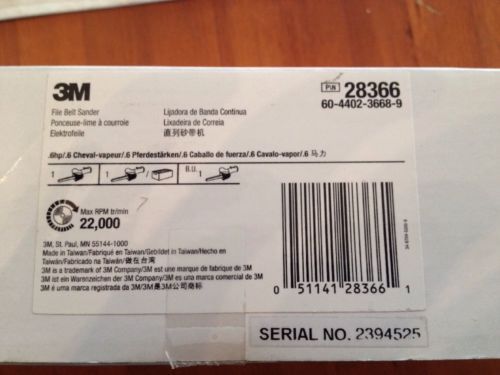 3M
P/N 28366
60-4402-3668-9
File Belt Sander
Ponceuse-lime à courroie
Elektrofeile
Lijadora de Banda Continua
Lixadeira de Correia
直列砂带机
.6hp/.6 Cheval-vapeur/.6 Pferdestärken/.6 Caballo de fuerza/.6 Cavalo-vapor/.6 马力
1 1 / B.U. 1
Max RPM tr/min
22,000
3M, St. Paul, MN 55144-1000
Made in Taiwan/Fabriqué en Taiwan/Gebildet in Taiwan/Hecho en
Taiwán/Fabricado na Taiwán/做在台湾
3M is a trademark of 3M Company/3M est une marque de fabrique de 3M
3M ist ein Warenzeichen der 3M Company/3M es una marca comercial de 3M
3M é uma marca registrada da 3M/3M是3M公司商标
0 51141 28366 1
SERIAL NO. 2394525